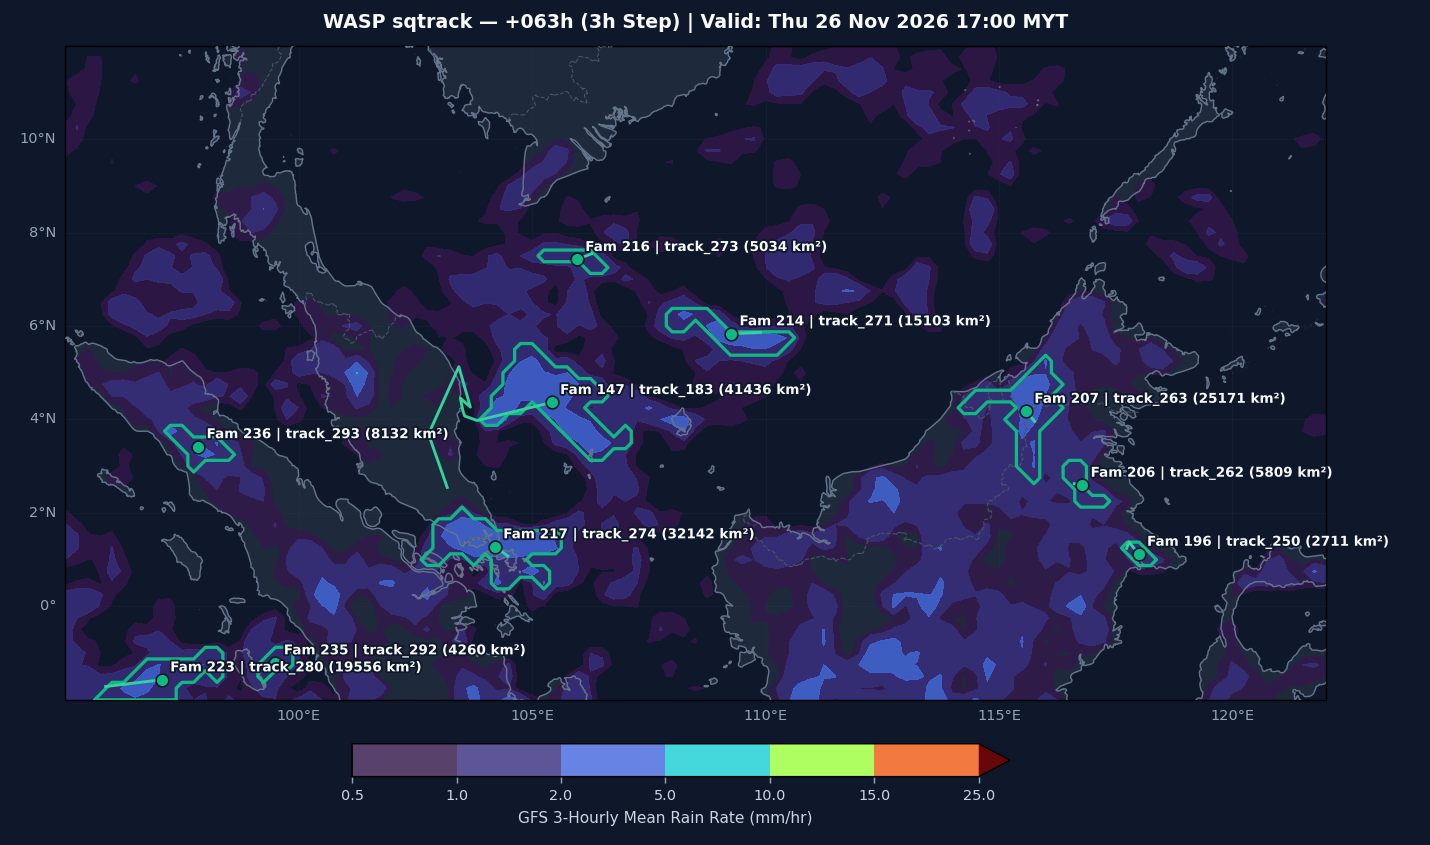 WASP sqtrack — +063h (3h Step) | Valid: Thu 26 Nov 2026 17:00 MYT
10°N
8°N
6°N
4°N
2°N
0°
Fam 216 | track_273 (5034 km²)
Fam 214 | track_271 (15103 km²)
Fam 147 | track_183 (41436 km²)
Fam 207 | track_263 (25171 km²)
Fam 236 | track_293 (8132 km²)
Fam 206 | track_262 (5809 km²)
Fam 217 | track_274 (32142 km²)
Fam 196 | track_250 (2711 km²)
Fam 235 | track_292 (4260 km²)
Fam 223 | track_280 (19556 km²)
100°E 105°E 110°E 115°E 120°E
0.5 1.0 2.0 5.0 10.0 15.0 25.0
GFS 3-Hourly Mean Rain Rate (mm/hr)